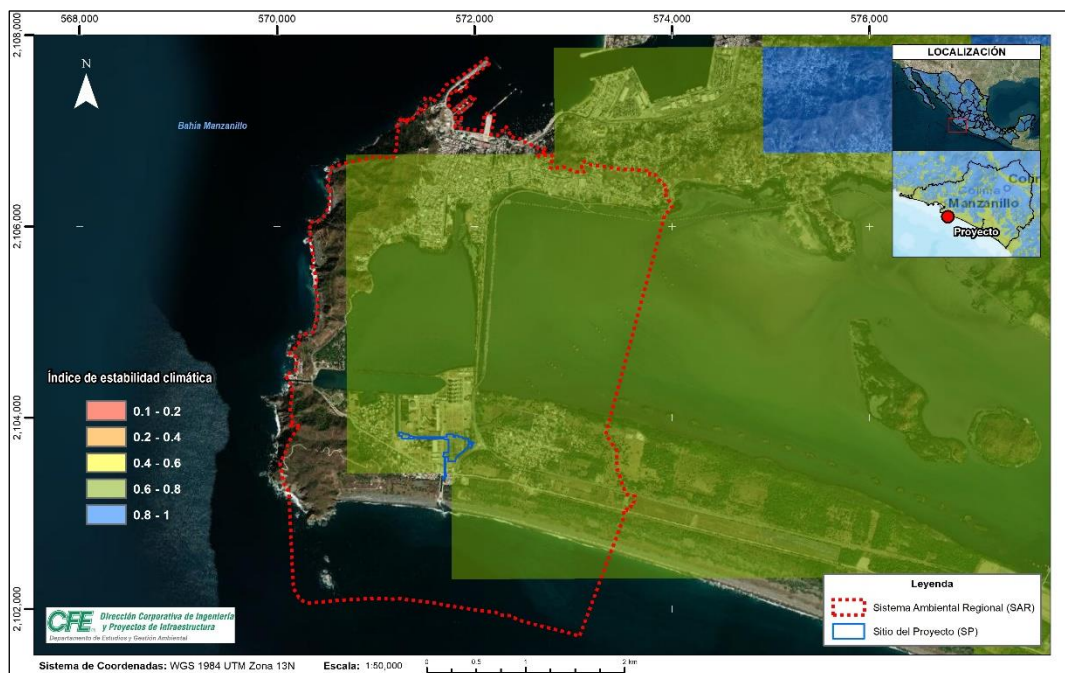 568,000 570,000 572,000 574,000 576,000
2,108,000
2,106,000
2,104,000
2,102,000
N
Bahía Manzanillo
LOCALIZACIÓN
Colima
Manzanillo
Proyecto
Índice de estabilidad climática
0.1 - 0.2
0.2 - 0.4
0.4 - 0.6
0.6 - 0.8
0.8 - 1
CFE
Dirección Corporativa de Ingeniería
y Proyectos de Infraestructura
Departamento de Estudios y Gestión Ambiental
Leyenda
Sistema Ambiental Regional (SAR)
Sitio del Proyecto (SP)
Sistema de Coordenadas: WGS 1984 UTM Zona 13N Escala: 1:50,000
0 0.5 1 2 km